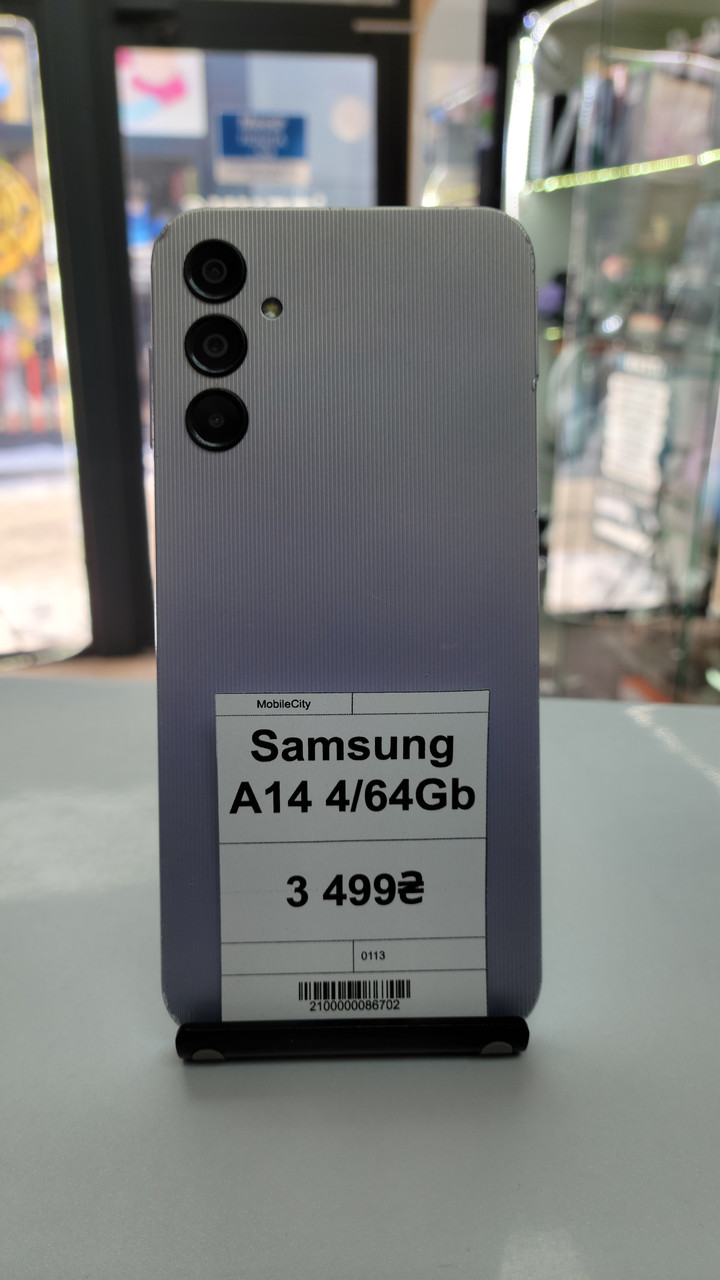 MobileCity
Samsung
A14 4/64Gb
3 499₴
0113
2100000086702